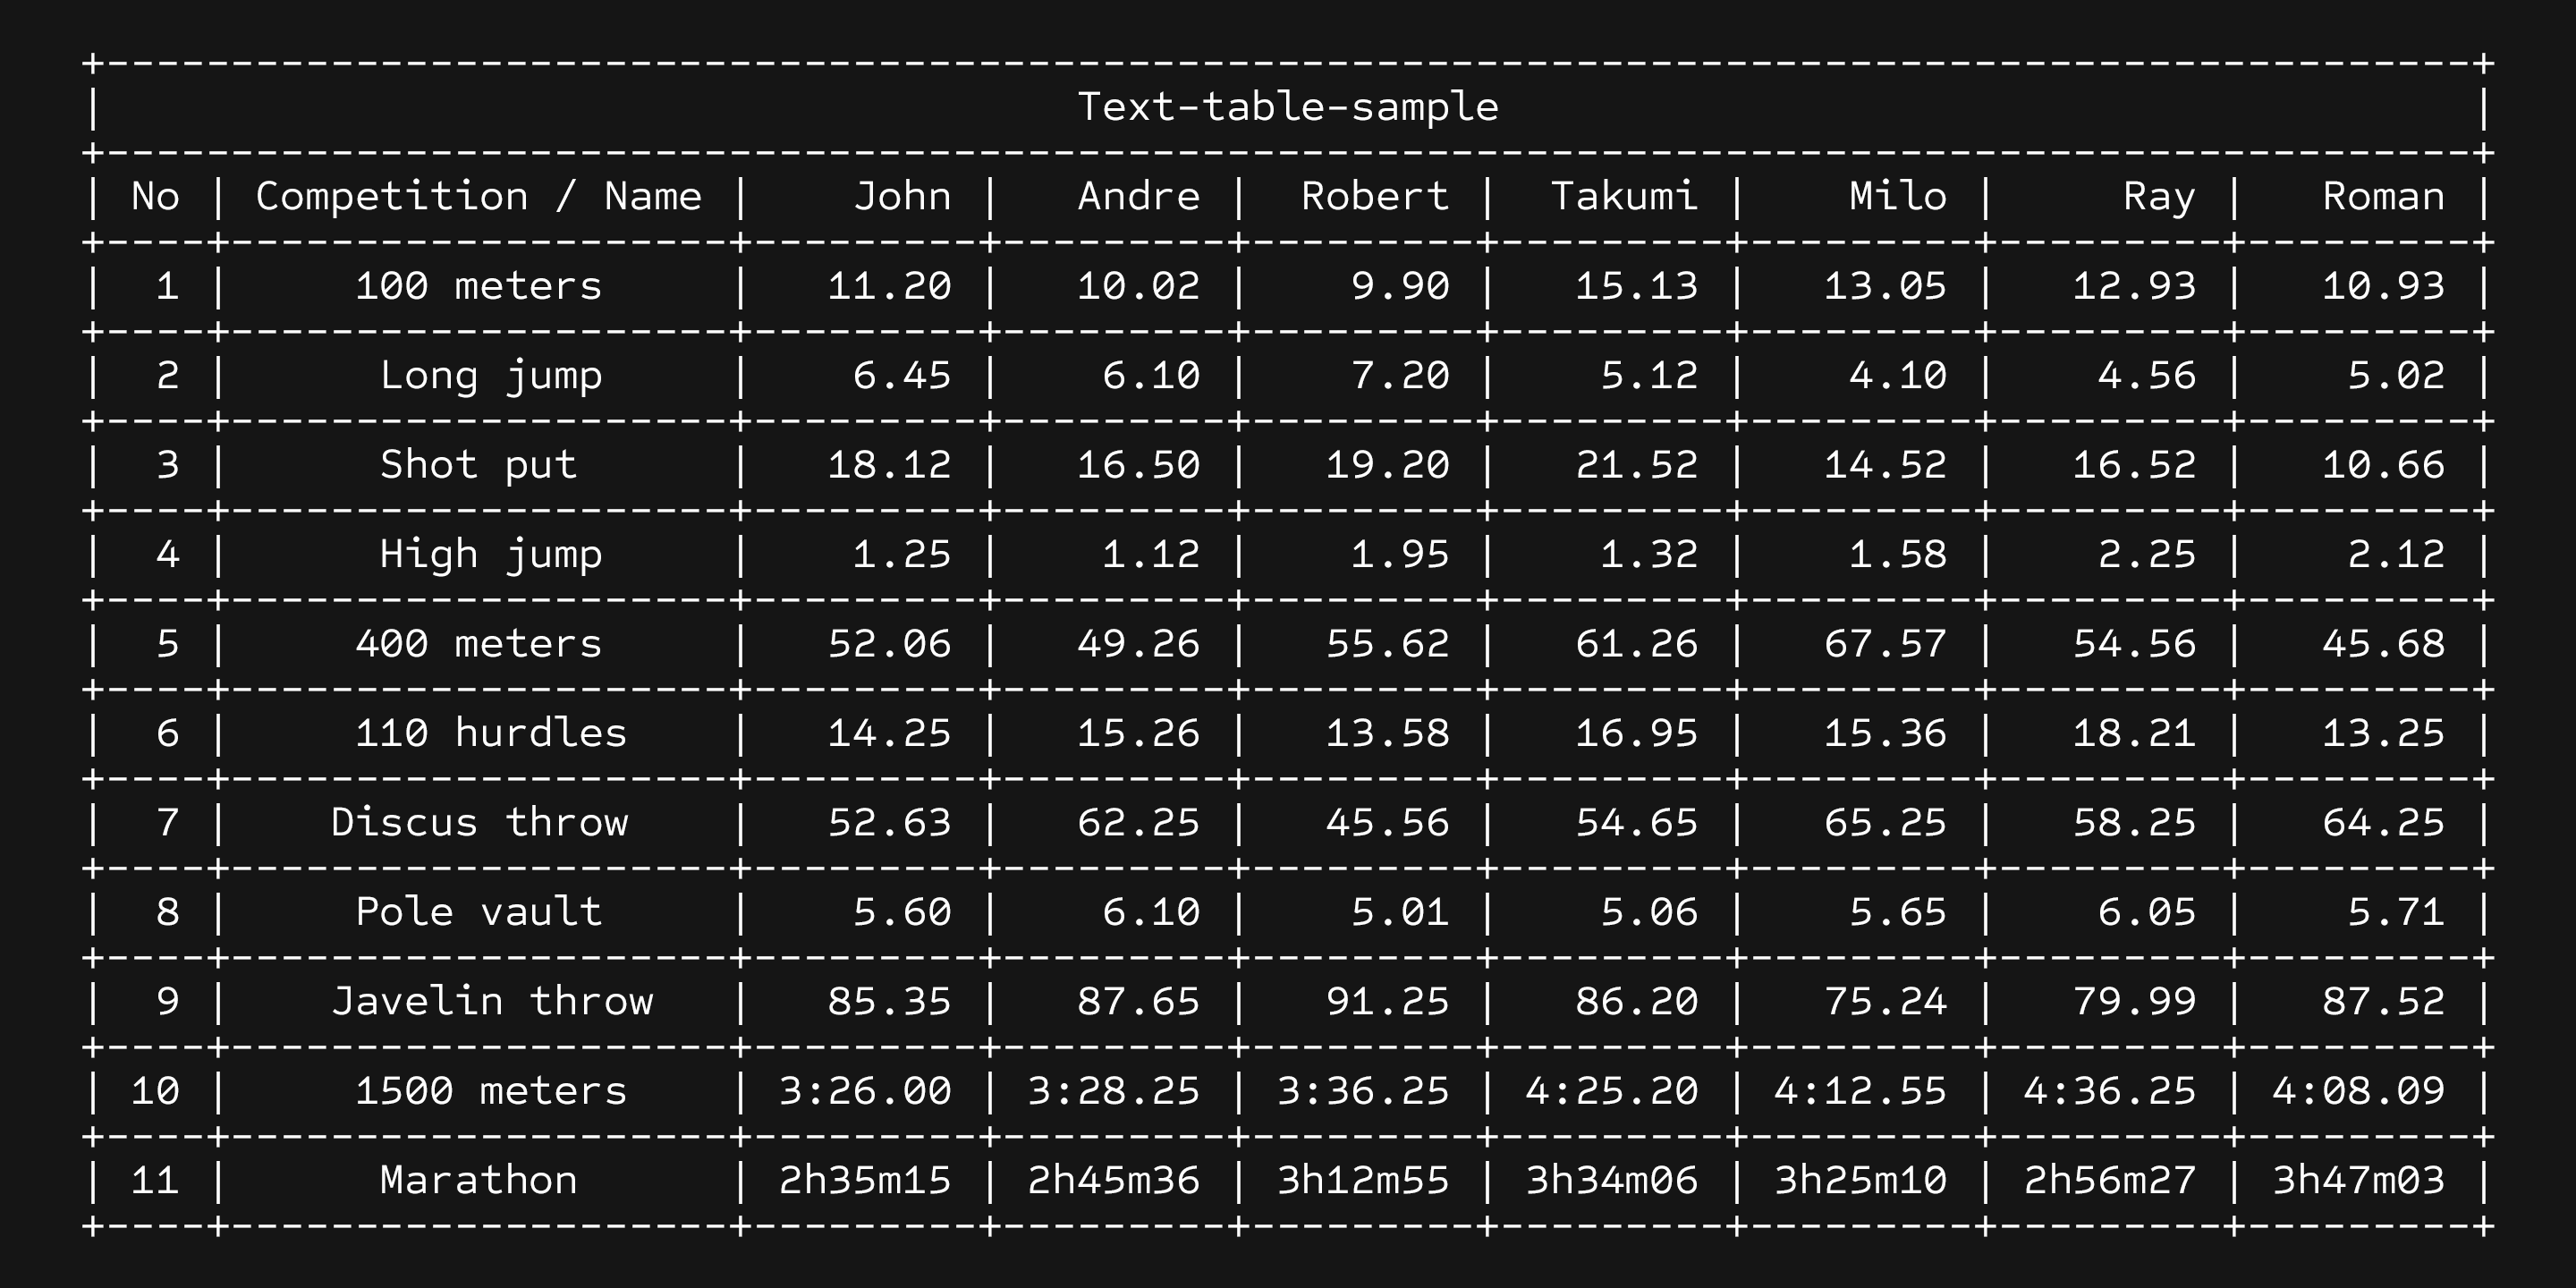 Text-table-sample
| No | Competition / Name | John | Andre | Robert | Takumi | Milo | Ray | Roman |
| 1 | 100 meters | 11.20 | 10.02 | 9.90 | 15.13 | 13.05 | 12.93 | 10.93 |
| 2 | Long jump | 6.45 | 6.10 | 7.20 | 5.12 | 4.10 | 4.56 | 5.02 |
| 3 | Shot put | 18.12 | 16.50 | 19.20 | 21.52 | 14.52 | 16.52 | 10.66 |
| 4 | High jump | 1.25 | 1.12 | 1.95 | 1.32 | 1.58 | 2.25 | 2.12 |
| 5 | 400 meters | 52.06 | 49.26 | 55.62 | 61.26 | 67.57 | 54.56 | 45.68 |
| 6 | 110 hurdles | 14.25 | 15.26 | 13.58 | 16.95 | 15.36 | 18.21 | 13.25 |
| 7 | Discus throw | 52.63 | 62.25 | 45.56 | 54.65 | 65.25 | 58.25 | 64.25 |
| 8 | Pole vault | 5.60 | 6.10 | 5.01 | 5.06 | 5.65 | 6.05 | 5.71 |
| 9 | Javelin throw | 85.35 | 87.65 | 91.25 | 86.20 | 75.24 | 79.99 | 87.52 |
| 10 | 1500 meters | 3:26.00 | 3:28.25 | 3:36.25 | 4:25.20 | 4:12.55 | 4:36.25 | 4:08.09 |
| 11 | Marathon | 2h35m15 | 2h45m36 | 3h12m55 | 3h34m06 | 3h25m10 | 2h56m27 | 3h47m03 |